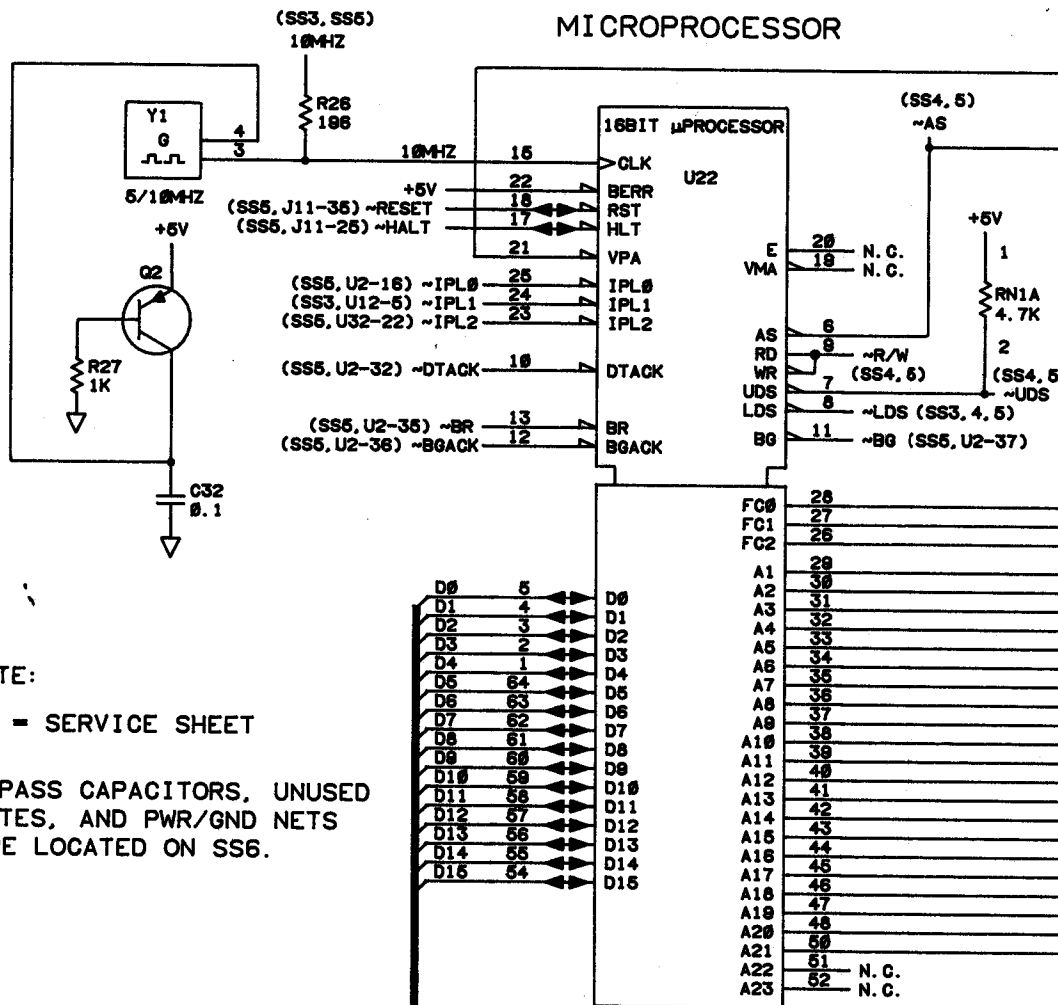 MICROPROCESSOR
(SS3, SS5)
10MHZ
R26
196
Y1
G
4
3
5/10MHZ
+5V
Q2
R27
1K
C32
0.1
10MHZ 15
+5V 22
(SS5, J11-35) ~RESET 18
(SS5, J11-25) ~HALT 17
21
(SS5, U2-16) ~IPL0 25
(SS3, U12-5) ~IPL1 24
(SS5, U32-22) ~IPL2 23
(SS5, U2-32) ~DTACK 10
(SS5, U2-35) ~BR 13
(SS5, U2-36) ~BGACK 12
16BIT µPROCESSOR
U22
CLK
BERR
RST
HLT
VPA
IPL0
IPL1
IPL2
DTACK
BR
BGACK
E 20 N.C.
VMA 19 N.C.
AS 6
RD 9 ~R/W
WR (SS4, 5)
UDS 7
LDS 8 ~LDS (SS3, 4, 5)
BG 11 ~BG (SS5, U2-37)
(SS4, 5)
~AS
+5V
1
RN1A
4.7K
2
(SS4, 5
~UDS
FC0 28
FC1 27
FC2 26
A1 29
A2 30
A3 31
A4 32
A5 33
A6 34
A7 35
A8 36
A9 37
A10 38
A11 39
A12 40
A13 41
A14 42
A15 43
A16 44
A17 45
A18 46
A19 47
A20 48
A21 50
A22 51 N.C.
A23 52 N.C.
D0 5 D0
D1 4 D1
D2 3 D2
D3 2 D3
D4 1 D4
D5 64 D5
D6 63 D6
D7 62 D7
D8 61 D8
D9 60 D9
D10 59 D10
D11 58 D11
D12 57 D12
D13 56 D13
D14 55 D14
D15 54 D15
TE:
= SERVICE SHEET
PASS CAPACITORS, UNUSED
TES, AND PWR/GND NETS
E LOCATED ON SS6.